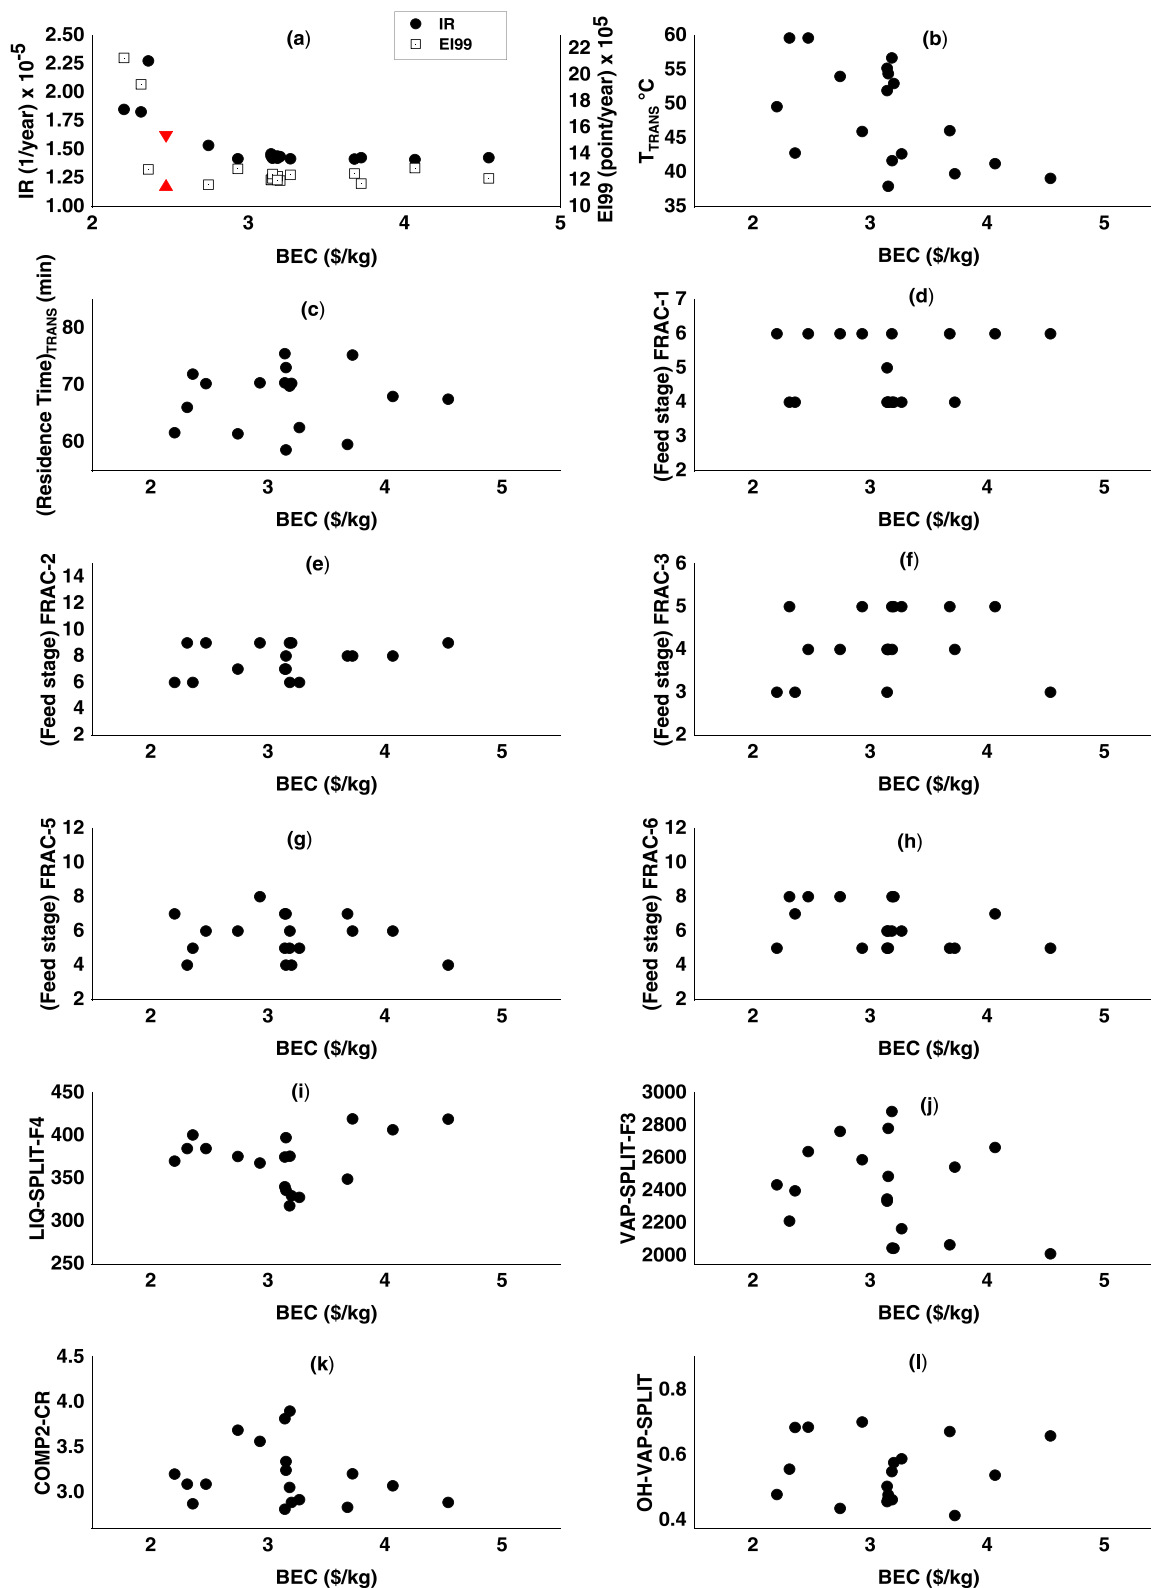 IR
EI99
(a)
2.50
2.25
2.00
1.75
1.50
1.25
1.00
IR (1/year) x 10-5
22
20
18
16
14
12
10
EI99 (point/year) x 105
2 3 4 5
BEC ($/kg)
(b)
60
55
50
45
40
35
TTRANS °C
2 3 4 5
BEC ($/kg)
(c)
80
70
60
(Residence Time)TRANS (min)
2 3 4 5
BEC ($/kg)
(d)
7
6
5
4
3
2
(Feed stage) FRAC-1
2 3 4 5
BEC ($/kg)
(e)
14
12
10
8
6
4
2
(Feed stage) FRAC-2
2 3 4 5
BEC ($/kg)
(f)
6
5
4
3
2
(Feed stage) FRAC-3
2 3 4 5
BEC ($/kg)
(g)
12
10
8
6
4
2
(Feed stage) FRAC-5
2 3 4 5
BEC ($/kg)
(h)
12
10
8
6
4
2
(Feed stage) FRAC-6
2 3 4 5
BEC ($/kg)
(i)
450
400
350
300
250
LIQ-SPLIT-F4
2 3 4 5
BEC ($/kg)
(j)
3000
2800
2600
2400
2200
2000
VAP-SPLIT-F3
2 3 4 5
BEC ($/kg)
(k)
4.5
4.0
3.5
3.0
COMP2-CR
2 3 4 5
BEC ($/kg)
(l)
0.8
0.6
0.4
OH-VAP-SPLIT
2 3 4 5
BEC ($/kg)